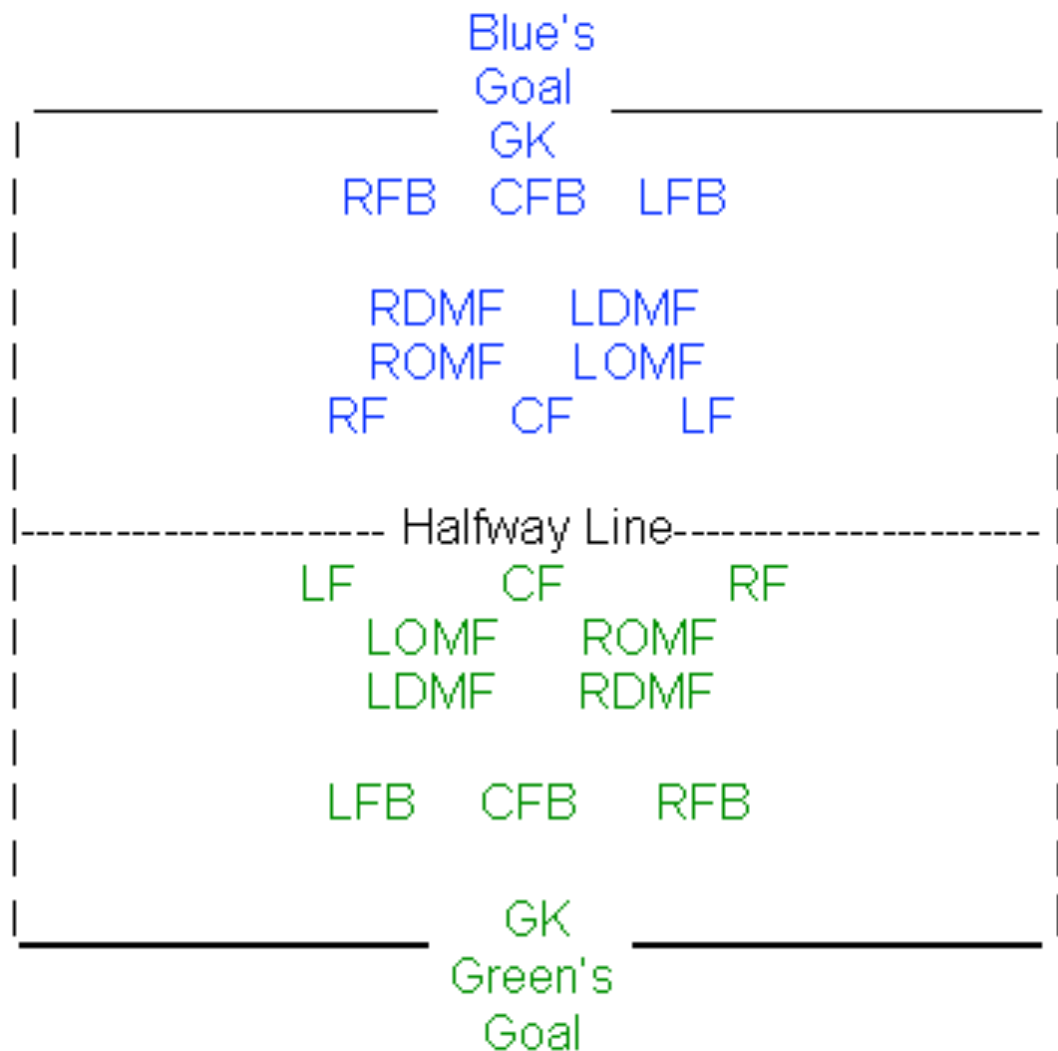 Blue's
Goal
GK
RFB CFB LFB
RDMF LDMF
ROMF LOMF
RF CF LF
Halfway Line
LF CF RF
LOMF ROMF
LDMF RDMF
LFB CFB RFB
GK
Green's
Goal